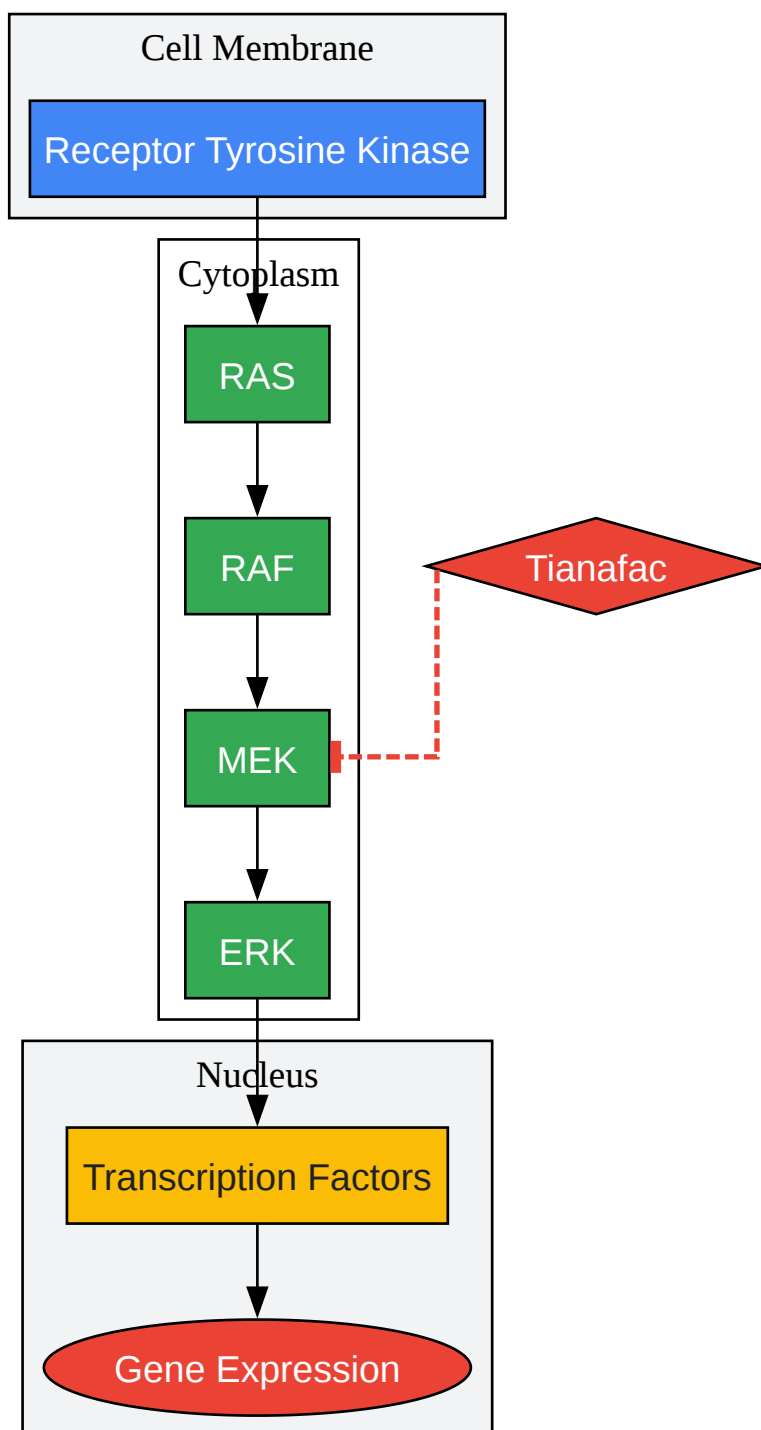 Cell Membrane
Receptor Tyrosine Kinase
Cytoplasm
RAS
RAF
Tianafac
MEK
ERK
Nucleus
Transcription Factors
Gene Expression